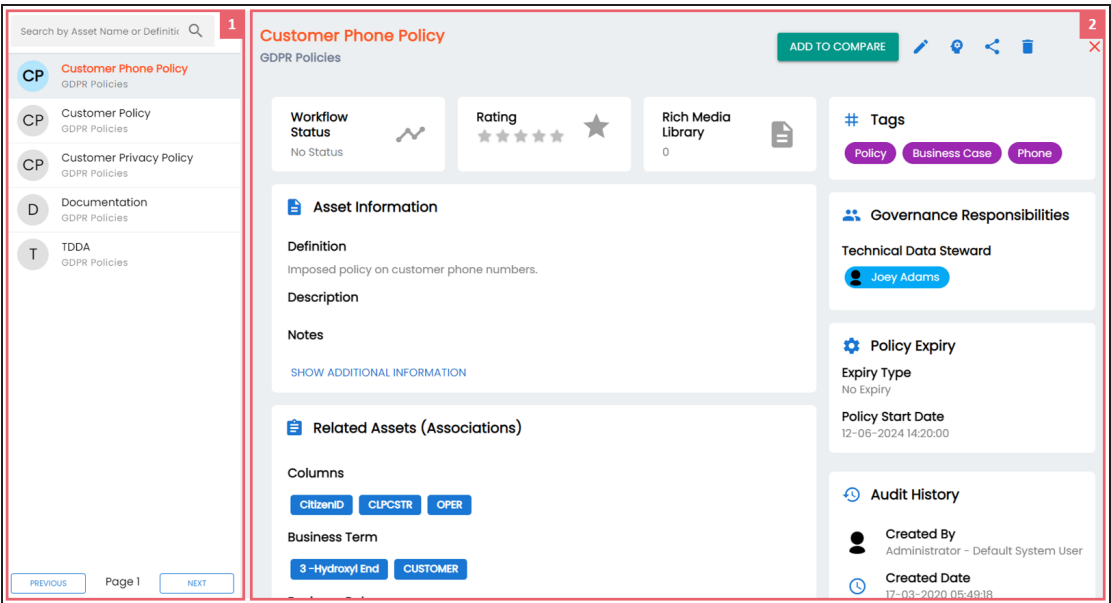 Search by Asset Name or Definitic
1
CP
Customer Phone Policy
GDPR Policies
CP
Customer Policy
GDPR Policies
CP
Customer Privacy Policy
GDPR Policies
D
Documentation
GDPR Policies
T
TDDA
GDPR Policies
PREVIOUS
Page 1
NEXT
2
Customer Phone Policy
GDPR Policies
ADD TO COMPARE
Workflow
Status
No Status
Rating
Rich Media
Library
0
Asset Information
Definition
Imposed policy on customer phone numbers.
Description
Notes
SHOW ADDITIONAL INFORMATION
Related Assets (Associations)
Columns
CitizenID CLPCSTR OPER
Business Term
3 -Hydroxyl End CUSTOMER
Tags
Policy Business Case Phone
Governance Responsibilities
Technical Data Steward
Joey Adams
Policy Expiry
Expiry Type
No Expiry
Policy Start Date
12-06-2024 14:20:00
Audit History
Created By
Administrator - Default System User
Created Date
17-03-2020 05:49:18